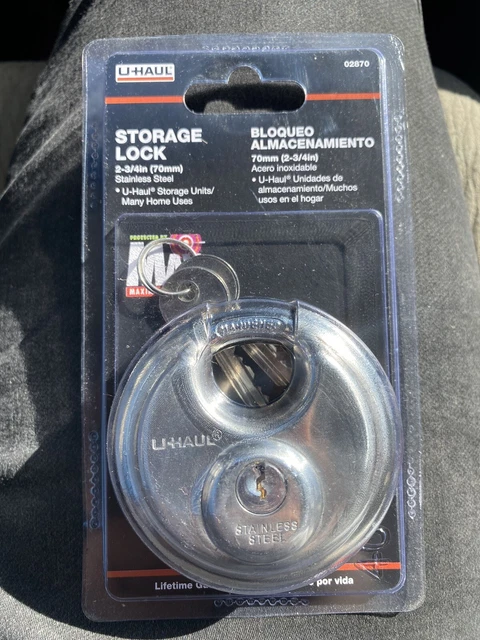 U-HAUL®
02870
STORAGE
LOCK
2-3/4in (70mm)
Stainless Steel
• U-Haul® Storage Units/
Many Home Uses
BLOQUEO
ALMACENAMIENTO
70mm (2-3/4in)
Acero inoxidable
• U-Haul® Unidades de
almacenamiento/Muchos
usos en el hogar
U-HAUL®
STAINLESS
STEEL
Lifetime
por vida